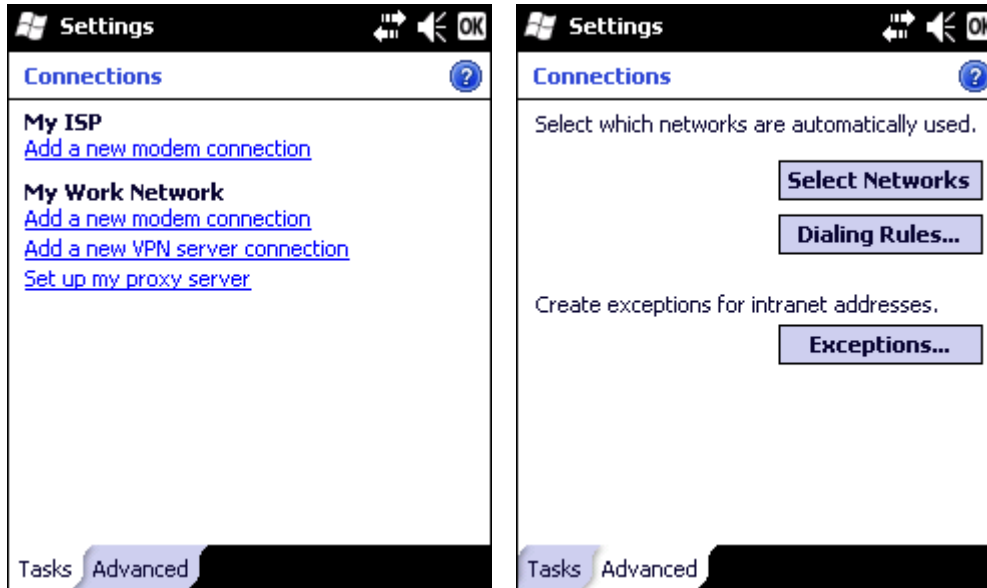 Settings
OK
Connections
?
My ISP
Add a new modem connection
My Work Network
Add a new modem connection
Add a new VPN server connection
Set up my proxy server
Tasks
Advanced
Settings
OK
Connections
?
Select which networks are automatically used.
Select Networks
Dialing Rules...
Create exceptions for intranet addresses.
Exceptions...
Tasks
Advanced